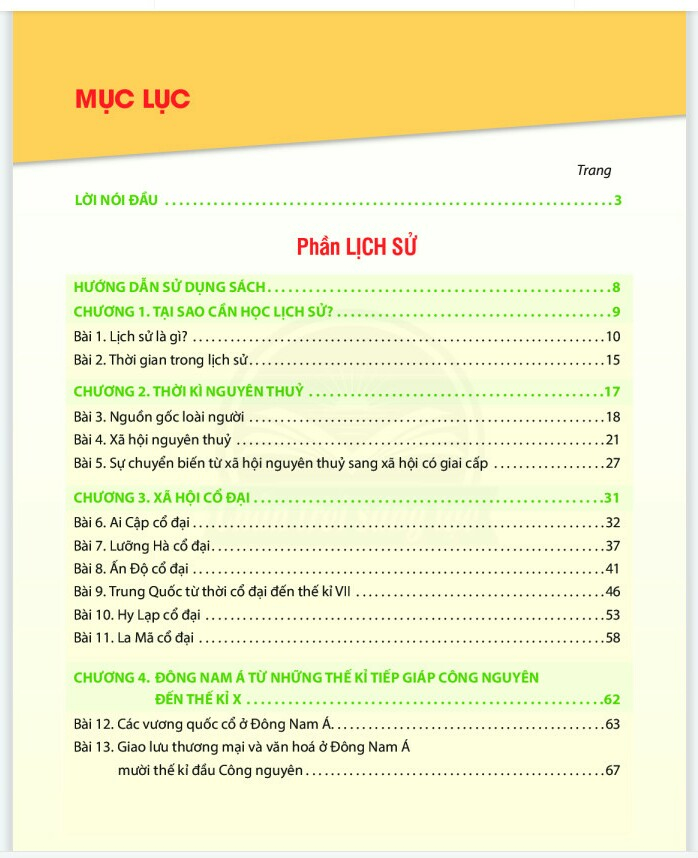 MỤC LỤC
Trang
LỜI NÓI ĐẦU ........................................................ 3
Phần LỊCH SỬ
HƯỚNG DẪN SỬ DỤNG SÁCH ........................................ 8
CHƯƠNG 1. TẠI SAO CẦN HỌC LỊCH SỬ? ................................ 9
Bài 1. Lịch sử là gì? ................................................ 10
Bài 2. Thời gian trong lịch sử ........................................ 15
CHƯƠNG 2. THỜI KÌ NGUYÊN THUỶ .................................... 17
Bài 3. Nguồn gốc loài người .......................................... 18
Bài 4. Xã hội nguyên thuỷ ............................................ 21
Bài 5. Sự chuyển biến từ xã hội nguyên thuỷ sang xã hội có giai cấp ............ 27
CHƯƠNG 3. XÃ HỘI CỔ ĐẠI .......................................... 31
Bài 6. Ai Cập cổ đại ................................................ 32
Bài 7. Lưỡng Hà cổ đại .............................................. 37
Bài 8. Ấn Độ cổ đại ................................................ 41
Bài 9. Trung Quốc từ thời cổ đại đến thế kỉ VII ............................ 46
Bài 10. Hy Lạp cổ đại ................................................ 53
Bài 11. La Mã cổ đại ................................................ 58
CHƯƠNG 4. ĐÔNG NAM Á TỪ NHỮNG THẾ KỈ TIẾP GIÁP CÔNG NGUYÊN
ĐẾN THẾ KỈ X .......................................... 62
Bài 12. Các vương quốc cổ ở Đông Nam Á .............................. 63
Bài 13. Giao lưu thương mại và văn hoá ở Đông Nam Á
mười thế kỉ đầu Công nguyên .................................. 67